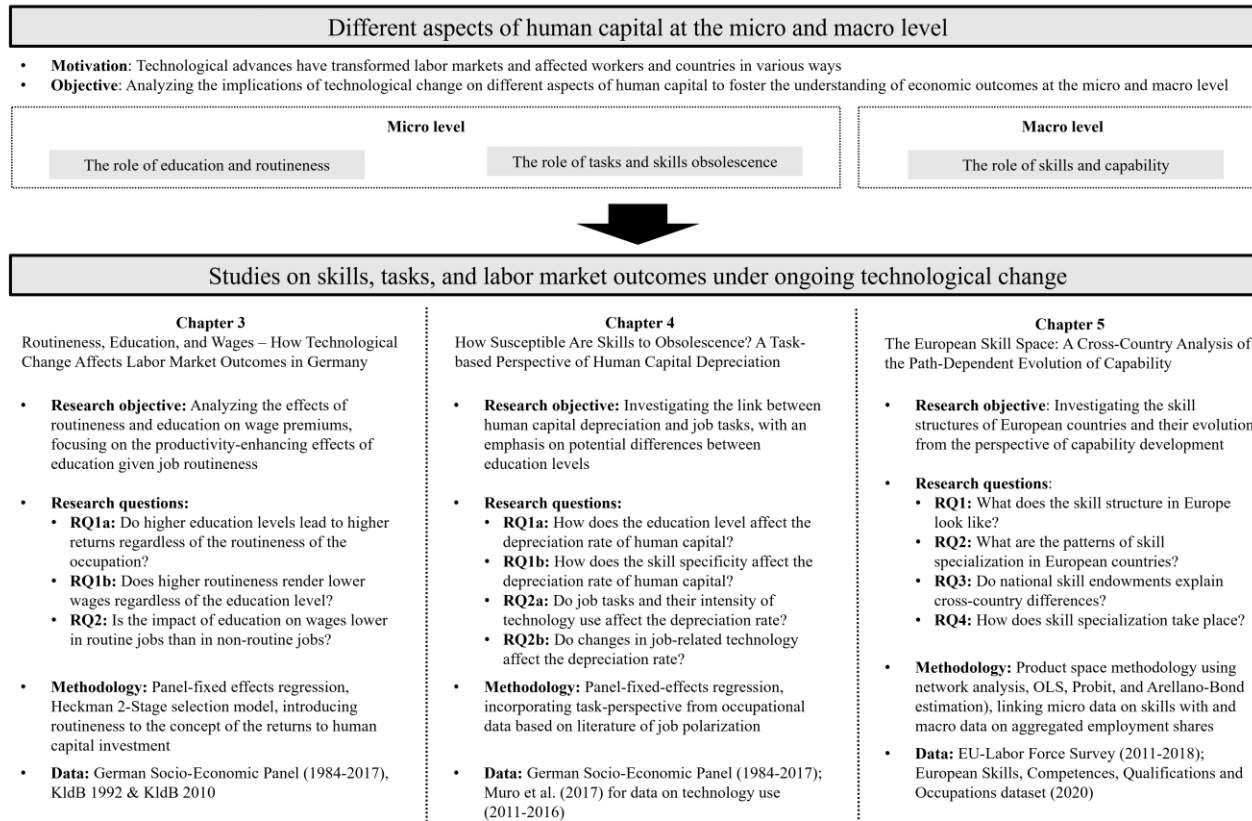 Different aspects of human capital at the micro and macro level
• Motivation: Technological advances have transformed labor markets and affected workers and countries in various ways
• Objective: Analyzing the implications of technological change on different aspects of human capital to foster the understanding of economic outcomes at the micro and macro level
Micro level
The role of education and routineness
The role of tasks and skills obsolescence
Macro level
The role of skills and capability
Studies on skills, tasks, and labor market outcomes under ongoing technological change
Chapter 3
Routineness, Education, and Wages – How Technological
Change Affects Labor Market Outcomes in Germany
• Research objective: Analyzing the effects of
routineness and education on wage premiums,
focusing on the productivity-enhancing effects of
education given job routineness
• Research questions:
• RQ1a: Do higher education levels lead to higher
returns regardless of the routineness of the
occupation?
• RQ1b: Does higher routineness render lower
wages regardless of the education level?
• RQ2: Is the impact of education on wages lower
in routine jobs than in non-routine jobs?
• Methodology: Panel-fixed effects regression,
Heckman 2-Stage selection model, introducing
routineness to the concept of the returns to human
capital investment
• Data: German Socio-Economic Panel (1984-2017),
KldB 1992 & KldB 2010
Chapter 4
How Susceptible Are Skills to Obsolescence? A Task-
based Perspective of Human Capital Depreciation
• Research objective: Investigating the link between
human capital depreciation and job tasks, with an
emphasis on potential differences between
education levels
• Research questions:
• RQ1a: How does the education level affect the
depreciation rate of human capital?
• RQ1b: How does the skill specificity affect the
depreciation rate of human capital?
• RQ2a: Do job tasks and their intensity of
technology use affect the depreciation rate?
• RQ2b: Do changes in job-related technology
affect the depreciation rate?
• Methodology: Panel-fixed-effects regression,
incorporating task-perspective from occupational
data based on literature of job polarization
• Data: German Socio-Economic Panel (1984-2017);
Muro et al. (2017) for data on technology use
(2011-2016)
Chapter 5
The European Skill Space: A Cross-Country Analysis of
the Path-Dependent Evolution of Capability
• Research objective: Investigating the skill
structures of European countries and their evolution
from the perspective of capability development
• Research questions:
• RQ1: What does the skill structure in Europe
look like?
• RQ2: What are the patterns of skill
specialization in European countries?
• RQ3: Do national skill endowments explain
cross-country differences?
• RQ4: How does skill specialization take place?
• Methodology: Product space methodology using
network analysis, OLS, Probit, and Arellano-Bond
estimation), linking micro data on skills with and
macro data on aggregated employment shares
• Data: EU-Labor Force Survey (2011-2018);
European Skills, Competences, Qualifications and
Occupations dataset (2020)